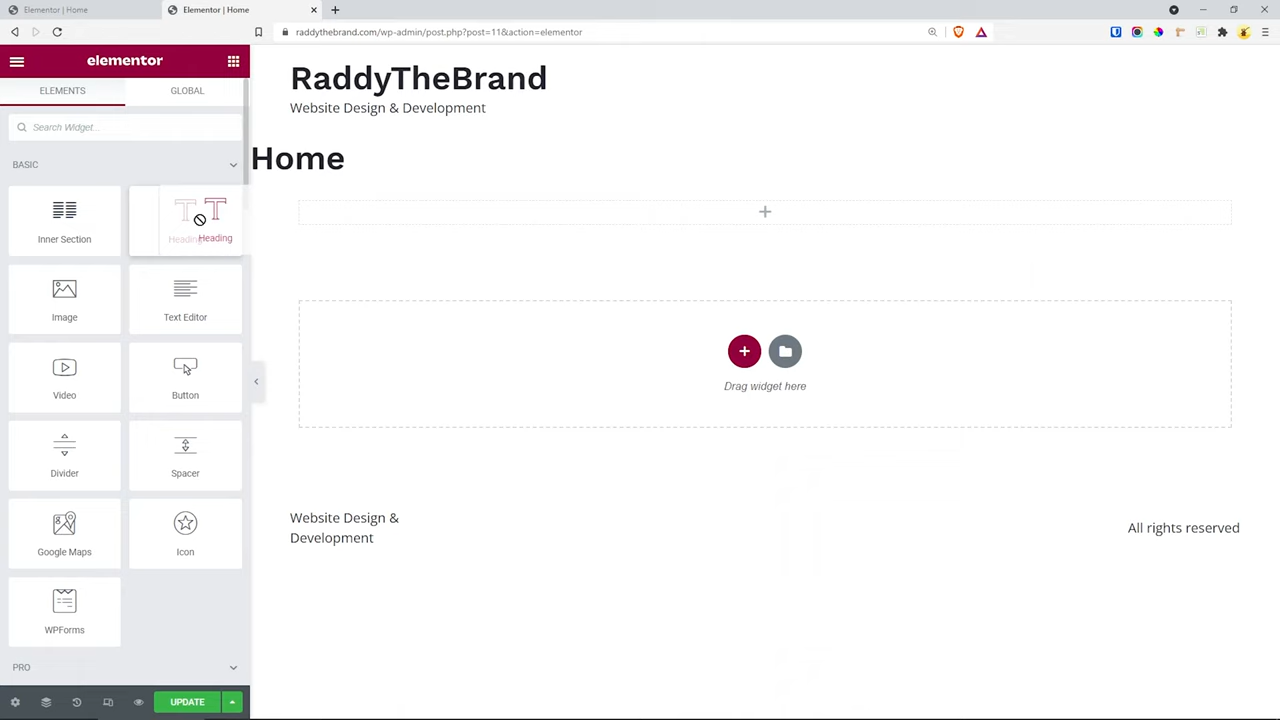 Elementor | Home
Elementor | Home
raddythebrand.com/wp-admin/post.php?post=11&action=elementor
elementor
ELEMENTS
GLOBAL
Search Widget...
BASIC
Inner Section
Heading
Heading
Image
Text Editor
Video
Button
Divider
Spacer
Google Maps
Icon
WPForms
PRO
UPDATE
RaddyTheBrand
Website Design & Development
Home
Drag widget here
Website Design &
Development
All rights reserved